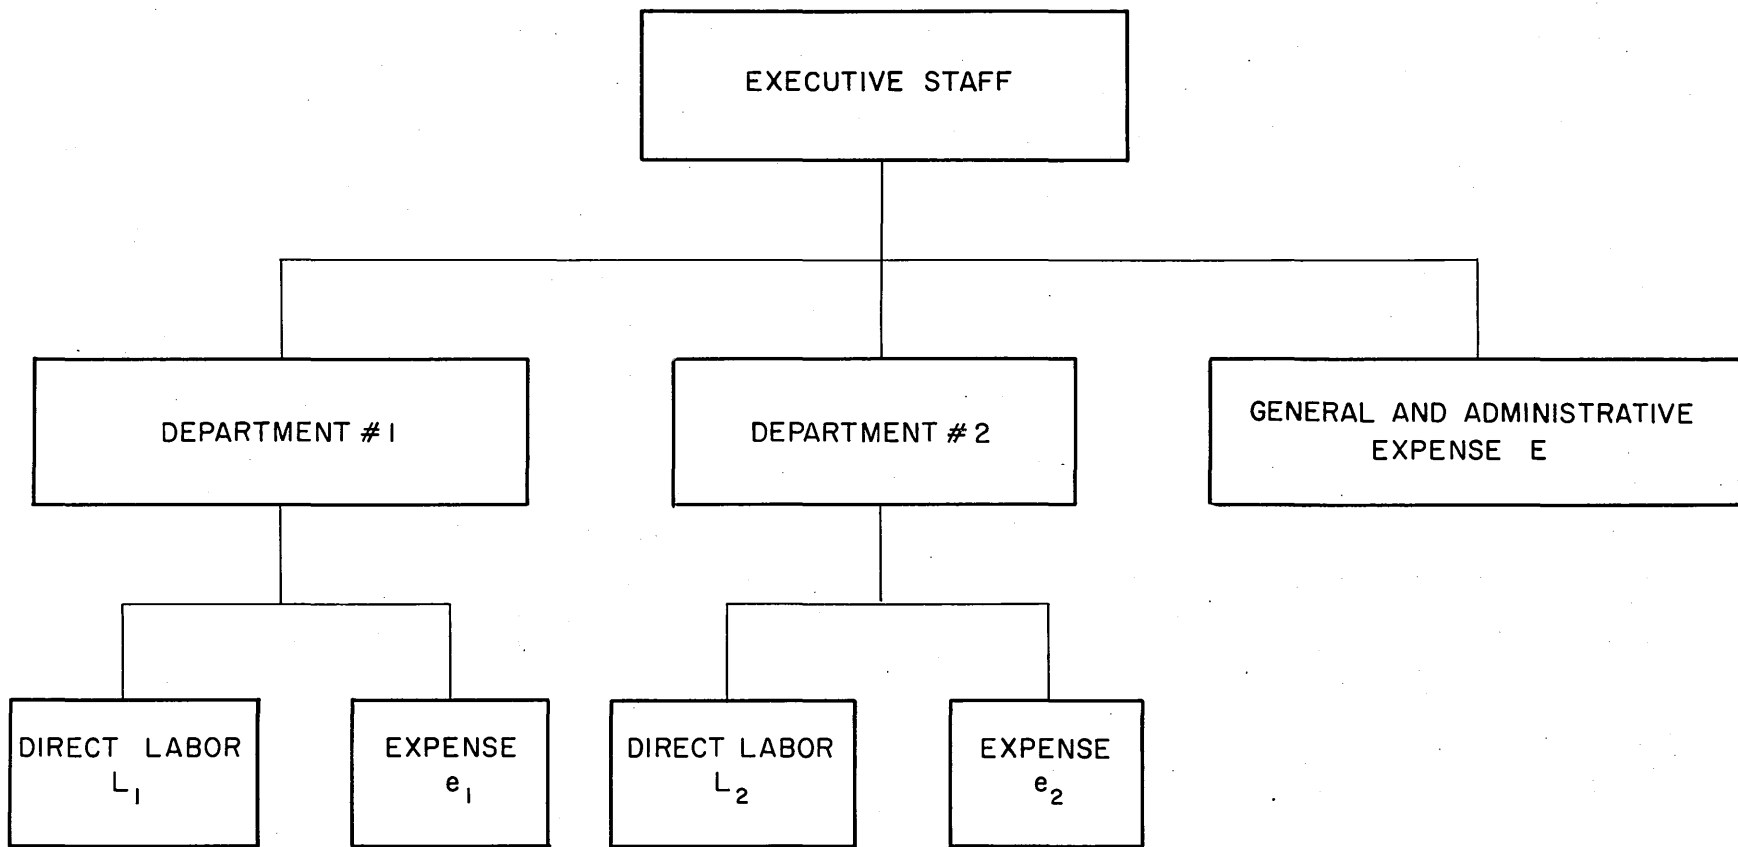 EXECUTIVE STAFF
DEPARTMENT #1
DEPARTMENT #2
GENERAL AND ADMINISTRATIVE
EXPENSE E
DIRECT LABOR
L₁
EXPENSE
e₁
DIRECT LABOR
L₂
EXPENSE
e₂